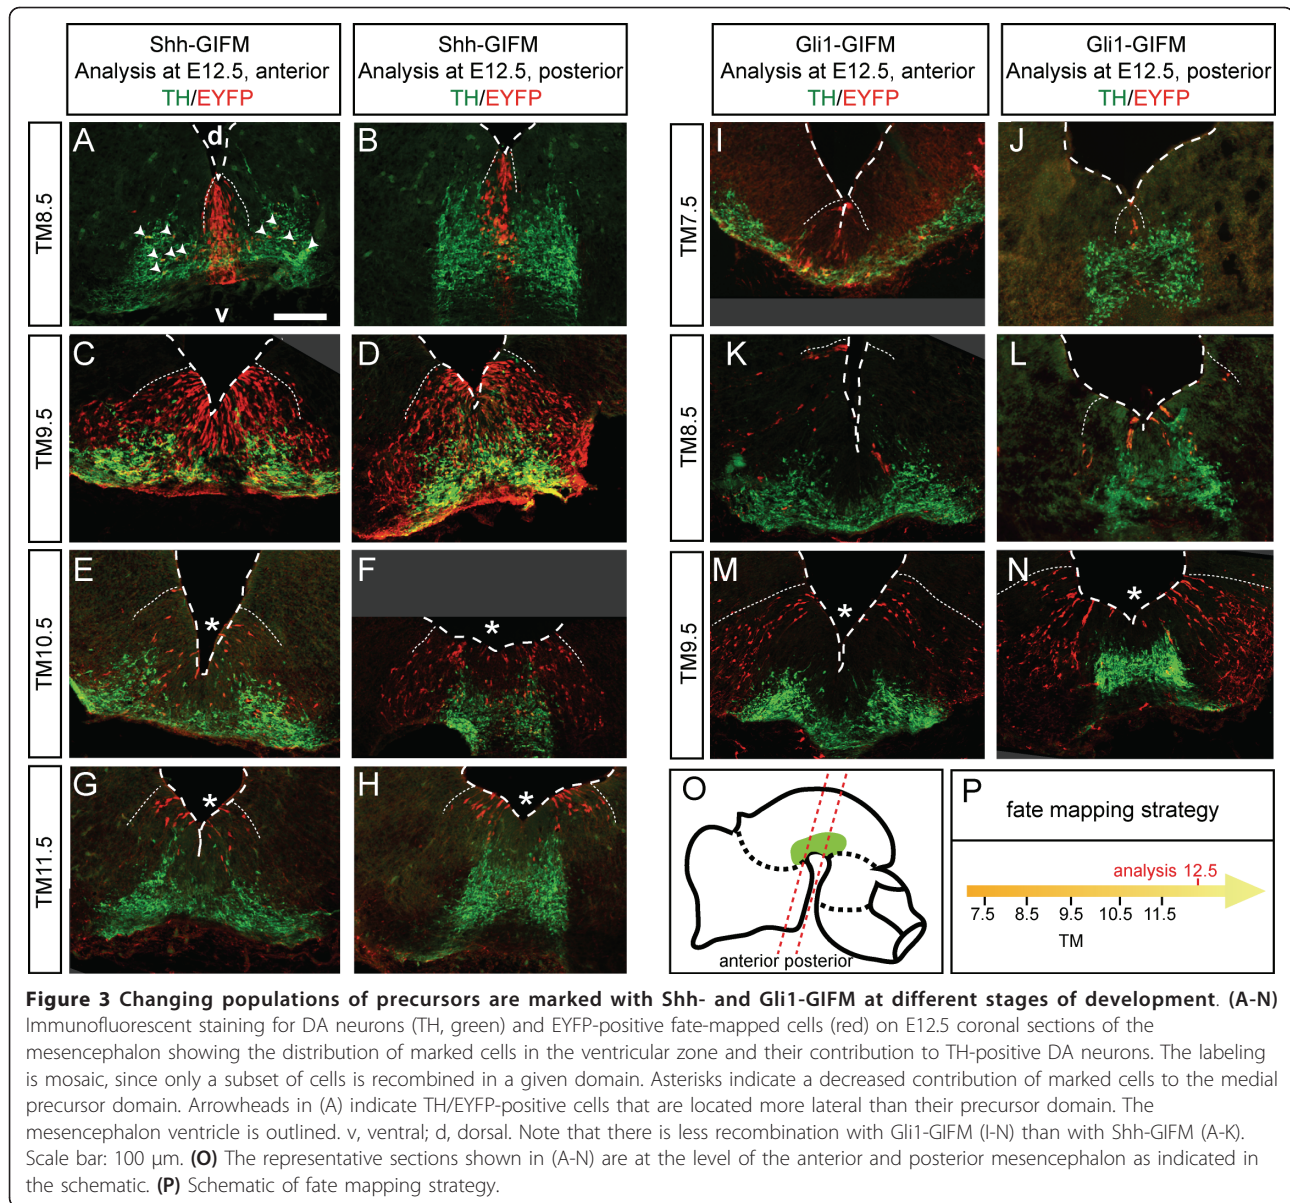 Shh-GIFM
Analysis at E12.5, anterior
TH/EYFP
Shh-GIFM
Analysis at E12.5, posterior
TH/EYFP
Gli1-GIFM
Analysis at E12.5, anterior
TH/EYFP
Gli1-GIFM
Analysis at E12.5, posterior
TH/EYFP
TM8.5
A
d
v
B
TM7.5
I
J
TM9.5
C
D
TM8.5
K
L
TM10.5
E
*
F
*
TM9.5
M
*
N
*
TM11.5
G
*
H
*
O
anterior posterior
P
fate mapping strategy
analysis 12.5
7.5 8.5 9.5 10.5 11.5
TM
Figure 3 Changing populations of precursors are marked with Shh- and Gli1-GIFM at different stages of development. (A-N)
Immunofluorescent staining for DA neurons (TH, green) and EYFP-positive fate-mapped cells (red) on E12.5 coronal sections of the
mesencephalon showing the distribution of marked cells in the ventricular zone and their contribution to TH-positive DA neurons. The labeling
is mosaic, since only a subset of cells is recombined in a given domain. Asterisks indicate a decreased contribution of marked cells to the medial
precursor domain. Arrowheads in (A) indicate TH/EYFP-positive cells that are located more lateral than their precursor domain. The
mesencephalon ventricle is outlined. v, ventral; d, dorsal. Note that there is less recombination with Gli1-GIFM (I-N) than with Shh-GIFM (A-K).
Scale bar: 100 μm. (O) The representative sections shown in (A-N) are at the level of the anterior and posterior mesencephalon as indicated in
the schematic. (P) Schematic of fate mapping strategy.